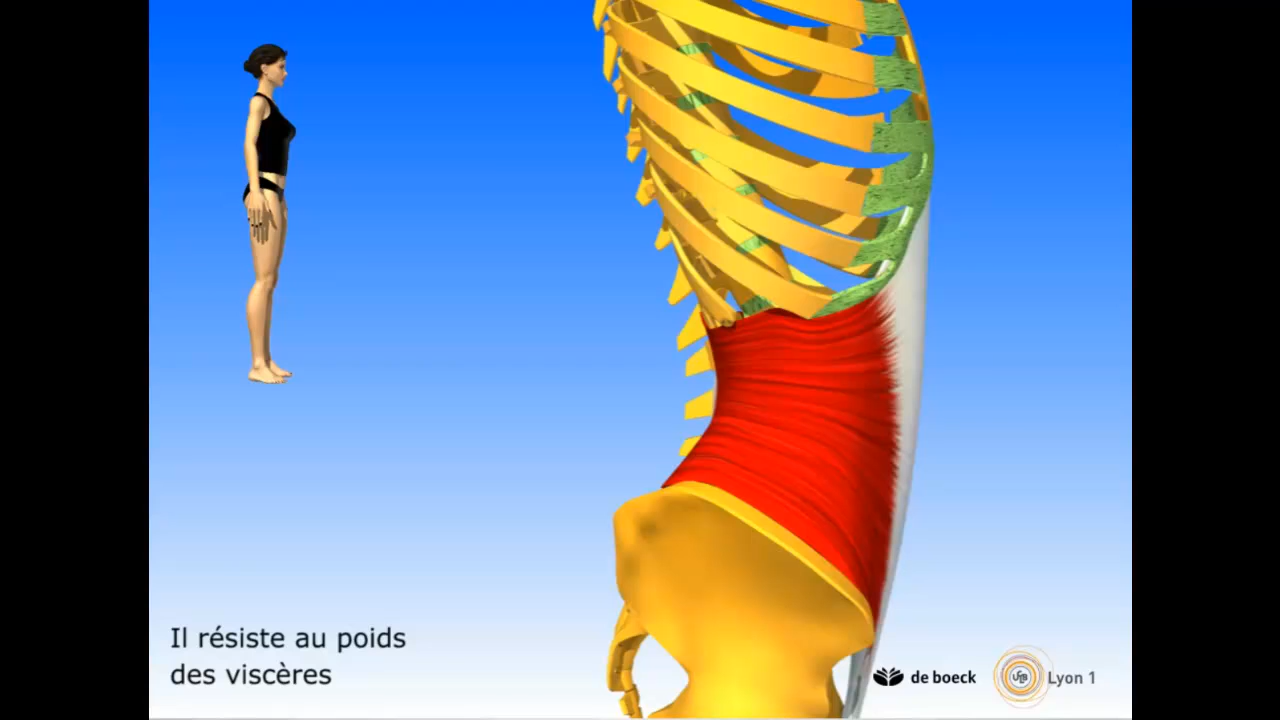 Il résiste au poids
des viscères
de boeck
Lyon 1